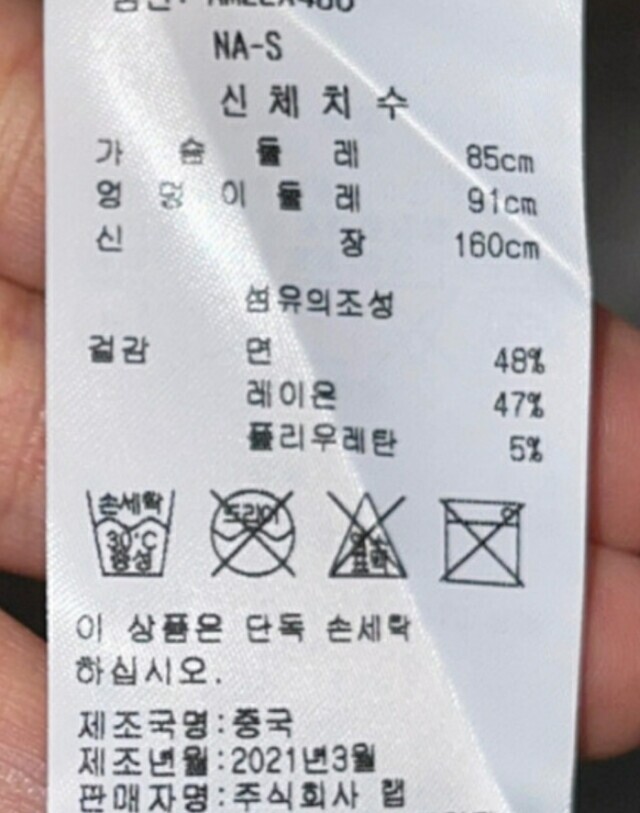 NA-S
신 체 치 수
가 슴 둘 레 85cm
엉 덩 이 둘 레 91cm
신 장 160cm
섬유의조성
겉감 면 48%
레이온 47%
폴리우레탄 5%
손세탁 드라이 염소
30℃ 표백
중성
이 상품은 단독 손세탁
하십시오.
제조국명:중국
제조년월:2021년3월
판매자명:주식회사 랩